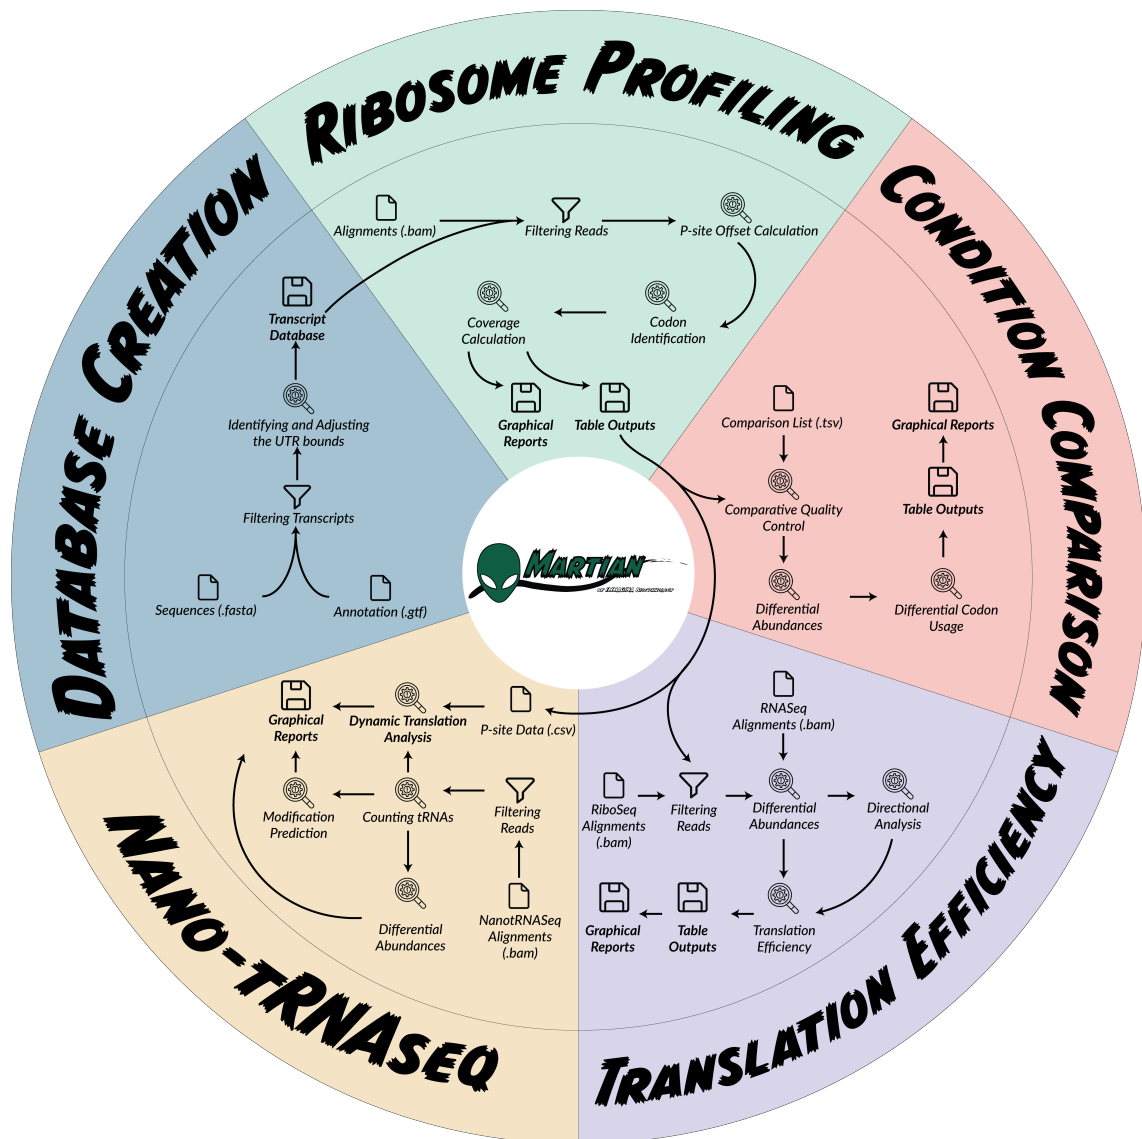 RIBOSOME PROFILING
Alignments (.bam)
Filtering Reads
P-site Offset Calculation
Coverage
Calculation
Codon
Identification
Graphical
Reports
Table Outputs
CONDITION COMPARISON
Comparison List (.tsv)
Comparative Quality
Control
Differential
Abundances
Differential Codon
Usage
Table Outputs
Graphical Reports
TRANSLATION EFFICIENCY
RNASeq
Alignments (.bam)
RiboSeq
Alignments
(.bam)
Filtering
Reads
Differential
Abundances
Directional
Analysis
Translation
Efficiency
Table
Outputs
Graphical
Reports
NANO-TRNASEQ
P-site Data (.csv)
Dynamic Translation
Analysis
Graphical
Reports
Modification
Prediction
Counting tRNAs
Filtering
Reads
NanotRNASeq
Alignments
(.bam)
Differential
Abundances
DATABASE CREATION
Transcript
Database
Identifying and Adjusting
the UTR bounds
Filtering Transcripts
Sequences (.fasta)
Annotation (.gtf)
MARTIAN